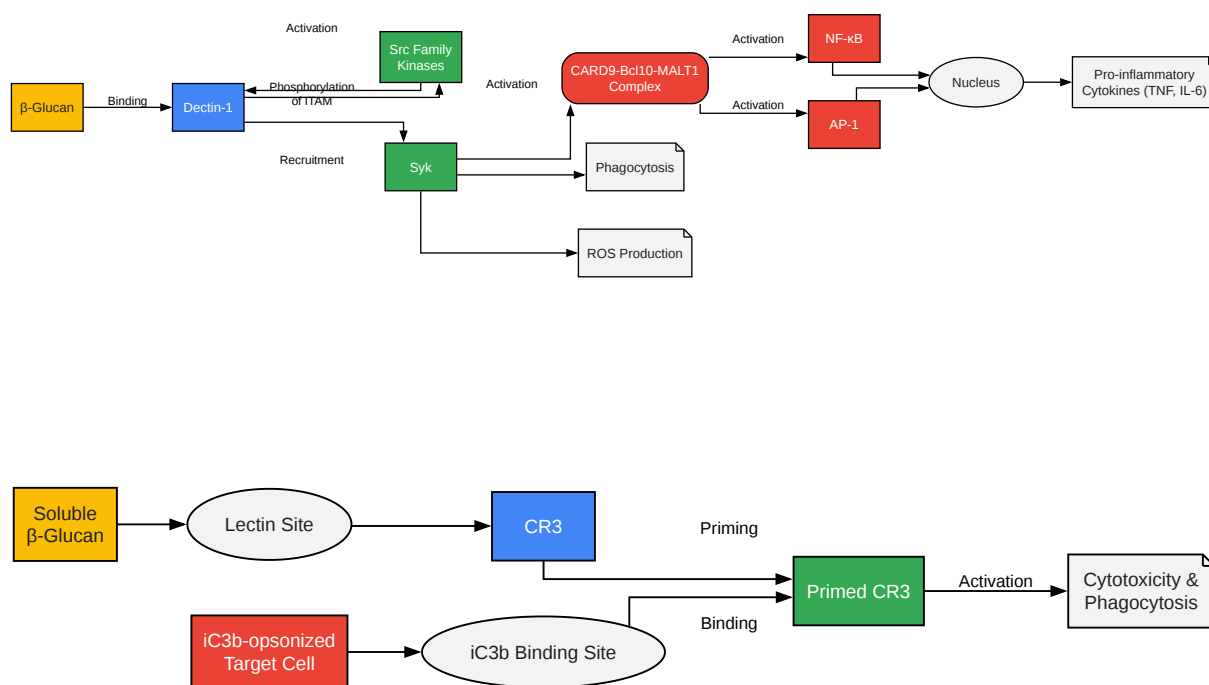 Activation
Src Family
Kinases
β-Glucan
Binding
Dectin-1
Phosphorylation
of ITAM
Recruitment
Syk
Activation
CARD9-Bcl10-MALT1
Complex
Activation
NF-κB
Activation
AP-1
Nucleus
Pro-inflammatory
Cytokines (TNF, IL-6)
Phagocytosis
ROS Production
Soluble
β-Glucan
Lectin Site
CR3
Priming
iC3b-opsonized
Target Cell
iC3b Binding Site
Binding
Primed CR3
Activation
Cytotoxicity &
Phagocytosis